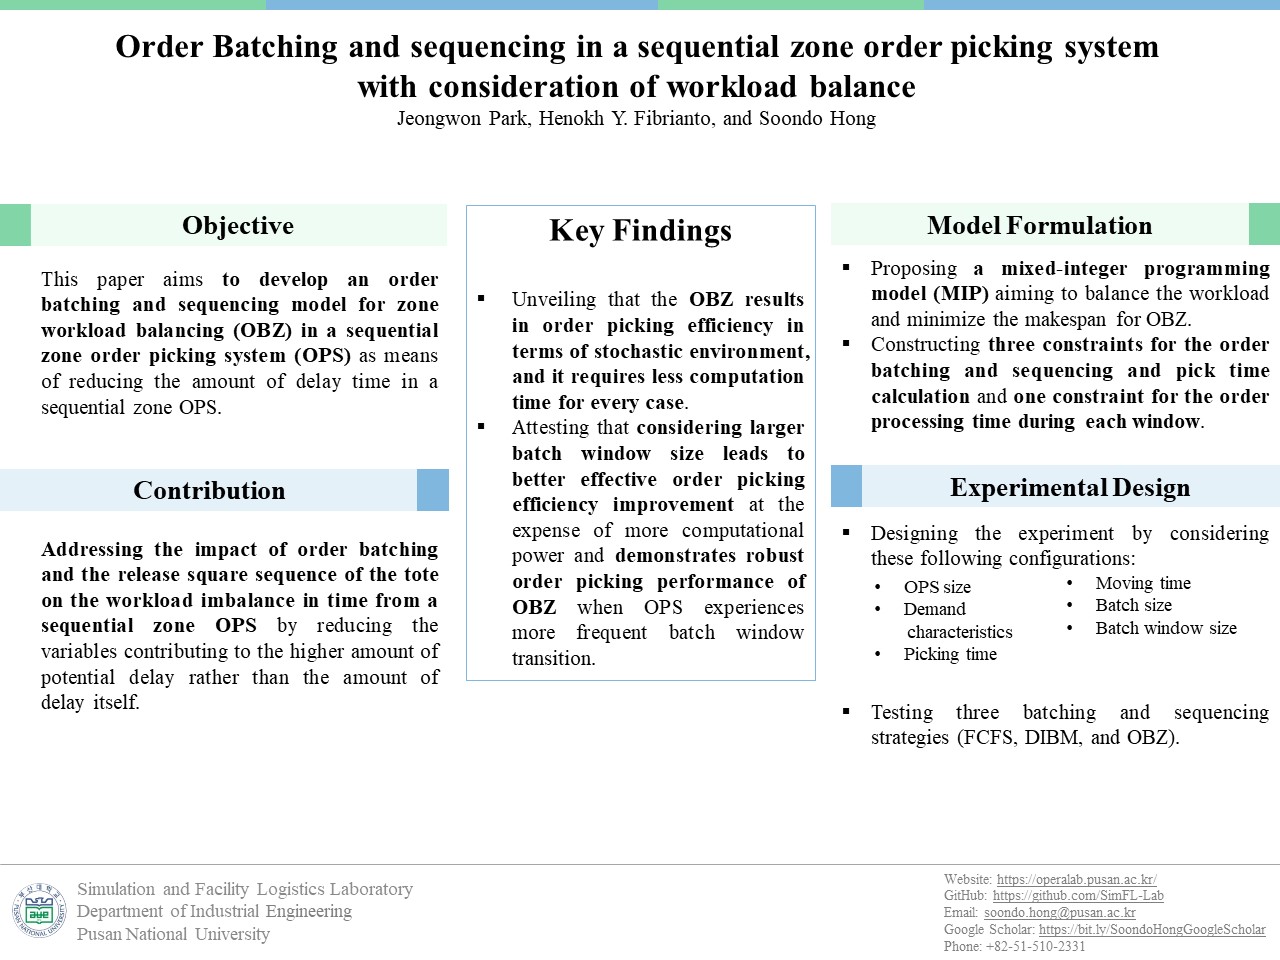 Order Batching and sequencing in a sequential zone order picking system
with consideration of workload balance
Jeongwon Park, Henokh Y. Fibrianto, and Soondo Hong
Objective
This paper aims to develop an order
batching and sequencing model for zone
workload balancing (OBZ) in a sequential
zone order picking system (OPS) as means
of reducing the amount of delay time in a
sequential zone OPS.
Contribution
Addressing the impact of order batching
and the release square sequence of the tote
on the workload imbalance in time from a
sequential zone OPS by reducing the
variables contributing to the higher amount of
potential delay rather than the amount of
delay itself.
Key Findings
▪ Unveiling that the OBZ results
in order picking efficiency in
terms of stochastic environment,
and it requires less computation
time for every case.
▪ Attesting that considering larger
batch window size leads to
better effective order picking
efficiency improvement at the
expense of more computational
power and demonstrates robust
order picking performance of
OBZ when OPS experiences
more frequent batch window
transition.
Model Formulation
▪ Proposing a mixed-integer programming
model (MIP) aiming to balance the workload
and minimize the makespan for OBZ.
▪ Constructing three constraints for the order
batching and sequencing and pick time
calculation and one constraint for the order
processing time during each window.
Experimental Design
▪ Designing the experiment by considering
these following configurations:
• OPS size
• Demand
characteristics
• Picking time
• Moving time
• Batch size
• Batch window size
▪ Testing three batching and sequencing
strategies (FCFS, DIBM, and OBZ).
Simulation and Facility Logistics Laboratory
Department of Industrial Engineering
Pusan National University
Website: https://operalab.pusan.ac.kr/
GitHub: https://github.com/SimFL-Lab
Email: soondo.hong@pusan.ac.kr
Google Scholar: https://bit.ly/SoondoHongGoogleScholar
Phone: +82-51-510-2331
부산대학교
PUSAN NATIONAL UNIVERSITY